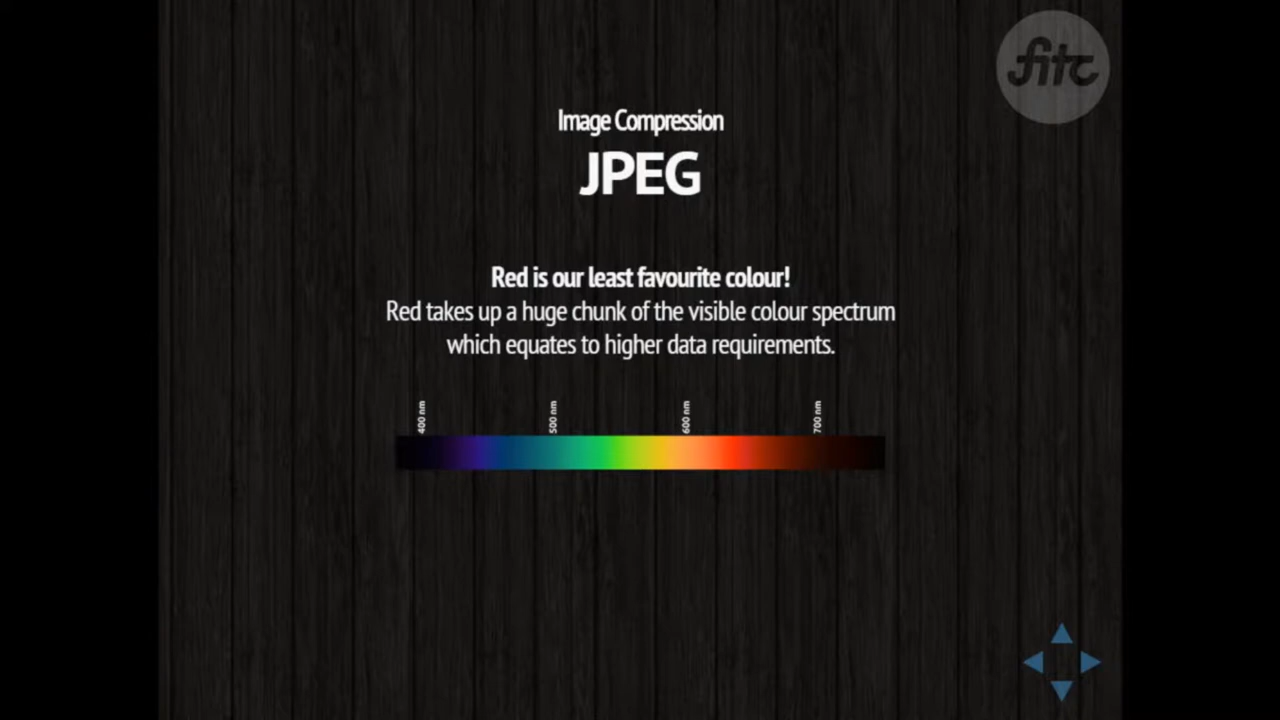 fitc
Image Compression
JPEG
Red is our least favourite colour!
Red takes up a huge chunk of the visible colour spectrum
which equates to higher data requirements.
400 nm
500 nm
600 nm
700 nm